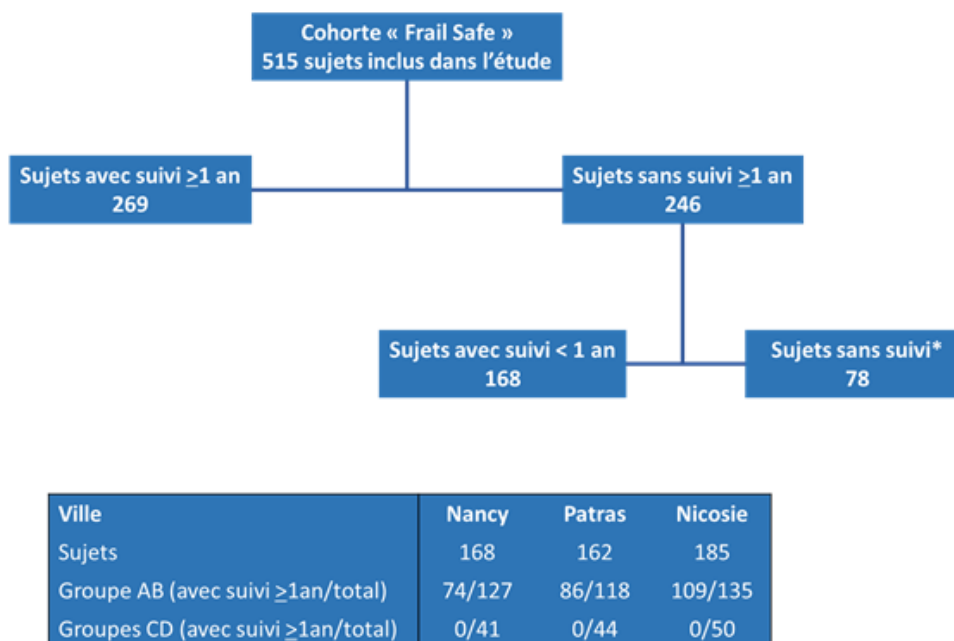 Cohorte « Frail Safe »
515 sujets inclus dans l'étude
Sujets avec suivi ≥1 an
269
Sujets sans suivi ≥1 an
246
Sujets avec suivi < 1 an
168
Sujets sans suivi*
78
Ville Nancy Patras Nicosie
Sujets 168 162 185
Groupe AB (avec suivi ≥1an/total) 74/127 86/118 109/135
Groupes CD (avec suivi ≥1an/total) 0/41 0/44 0/50